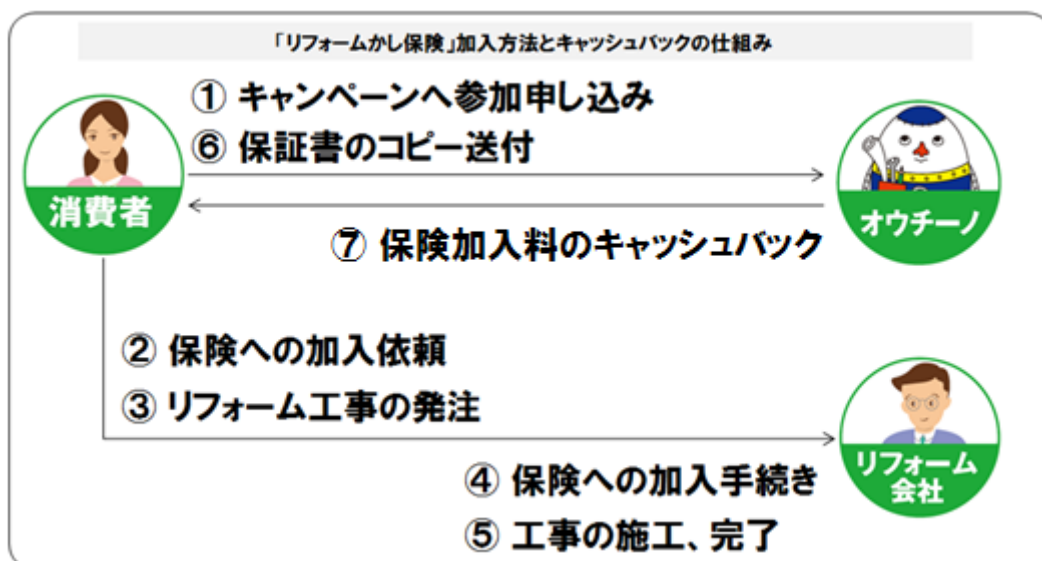 「リフォームかし保険」加入方法とキャッシュバックの仕組み
① キャンペーンへ参加申し込み
⑥ 保証書のコピー送付
消費者
オウチーノ
⑦ 保険加入料のキャッシュバック
② 保険への加入依頼
③ リフォーム工事の発注
リフォーム
会社
④ 保険への加入手続き
⑤ 工事の施工、完了